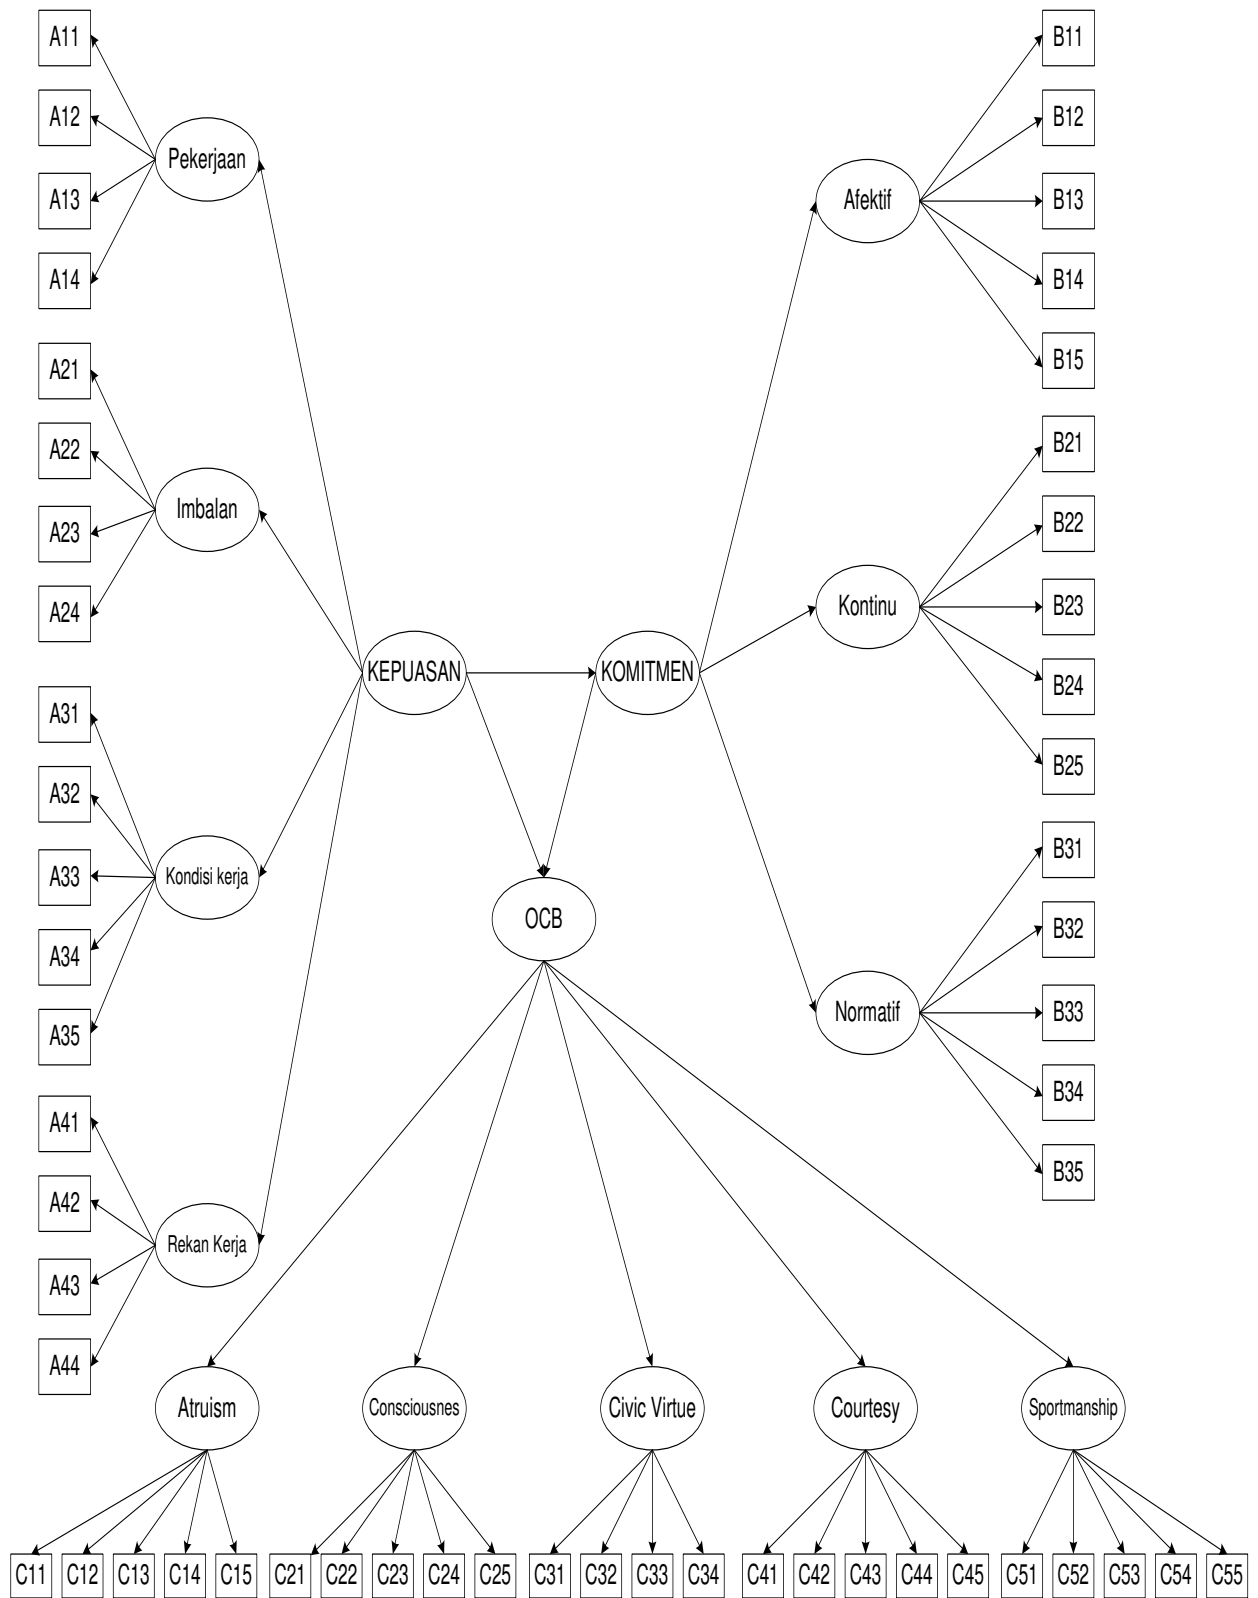 A11
A12
A13
A14
Pekerjaan
A21
A22
A23
A24
Imbalan
A31
A32
A33
A34
A35
Kondisi kerja
A41
A42
A43
A44
Rekan Kerja
KEPUASAN
KOMITMEN
OCB
Afektif
B11
B12
B13
B14
B15
Kontinu
B21
B22
B23
B24
B25
Normatif
B31
B32
B33
B34
B35
Atruism
Consciousnes
Civic Virtue
Courtesy
Sportmanship
C11
C12
C13
C14
C15
C21
C22
C23
C24
C25
C31
C32
C33
C34
C41
C42
C43
C44
C45
C51
C52
C53
C54
C55